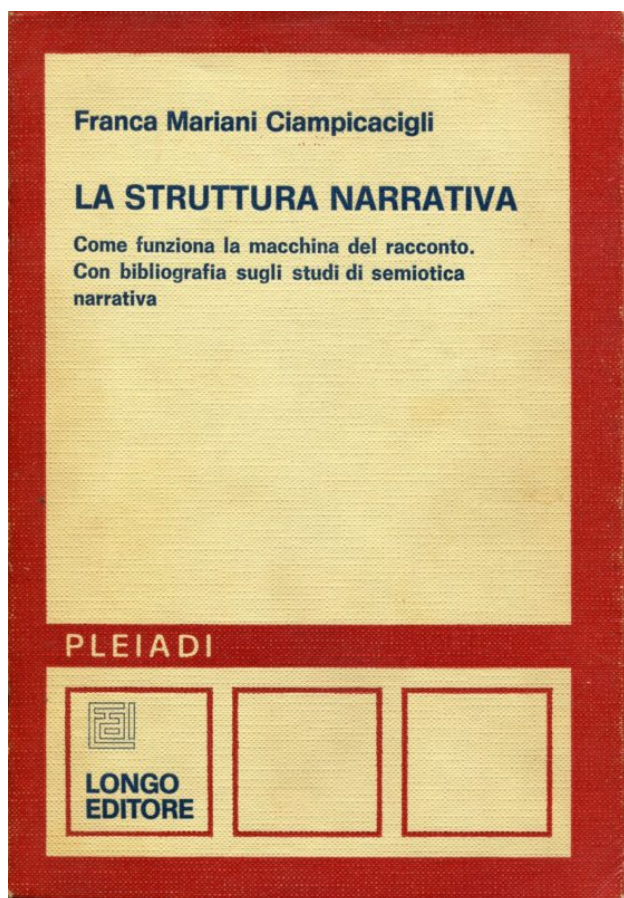 Franca Mariani Ciampicacigli
LA STRUTTURA NARRATIVA
Come funziona la macchina del racconto.
Con bibliografia sugli studi di semiotica
narrativa
PLEIADI
LONGO
EDITORE